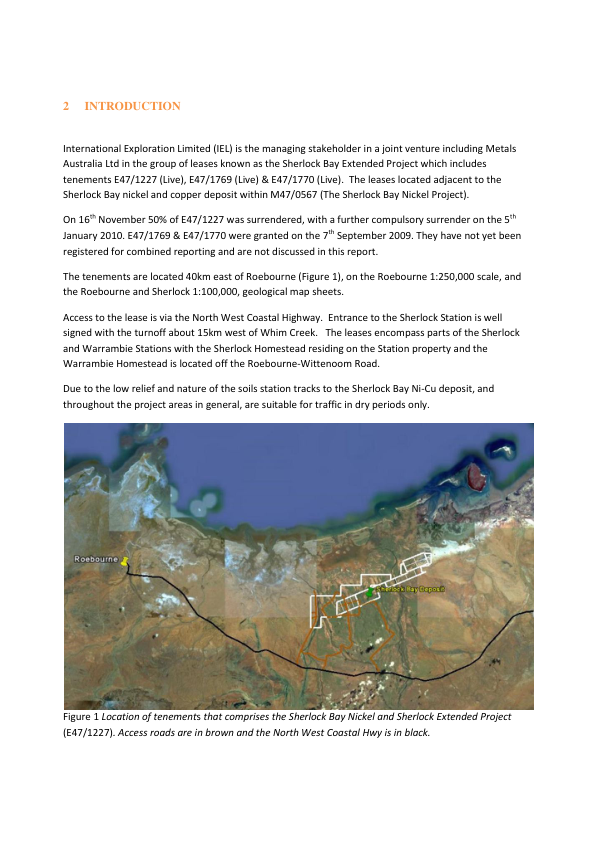 2 INTRODUCTION
International Exploration Limited (IEL) is the managing stakeholder in a joint venture including Metals
Australia Ltd in the group of leases known as the Sherlock Bay Extended Project which includes
tenements E47/1227 (Live), E47/1769 (Live) & E47/1770 (Live).  The leases located adjacent to the
Sherlock Bay nickel and copper deposit within M47/0567 (The Sherlock Bay Nickel Project).
On 16th November 50% of E47/1227 was surrendered, with a further compulsory surrender on the 5th
January 2010. E47/1769 & E47/1770 were granted on the 7th September 2009. They have not yet been
registered for combined reporting and are not discussed in this report.
The tenements are located 40km east of Roebourne (Figure 1), on the Roebourne 1:250,000 scale, and
the Roebourne and Sherlock 1:100,000, geological map sheets.
Access to the lease is via the North West Coastal Highway.  Entrance to the Sherlock Station is well
signed with the turnoff about 15km west of Whim Creek.   The leases encompass parts of the Sherlock
and Warrambie Stations with the Sherlock Homestead residing on the Station property and the
Warrambie Homestead is located off the Roebourne-Wittenoom Road.
Due to the low relief and nature of the soils station tracks to the Sherlock Bay Ni-Cu deposit, and
throughout the project areas in general, are suitable for traffic in dry periods only.
Roebourne
Sherlock Bay Deposit
Figure 1 Location of tenements that comprises the Sherlock Bay Nickel and Sherlock Extended Project
(E47/1227). Access roads are in brown and the North West Coastal Hwy is in black.